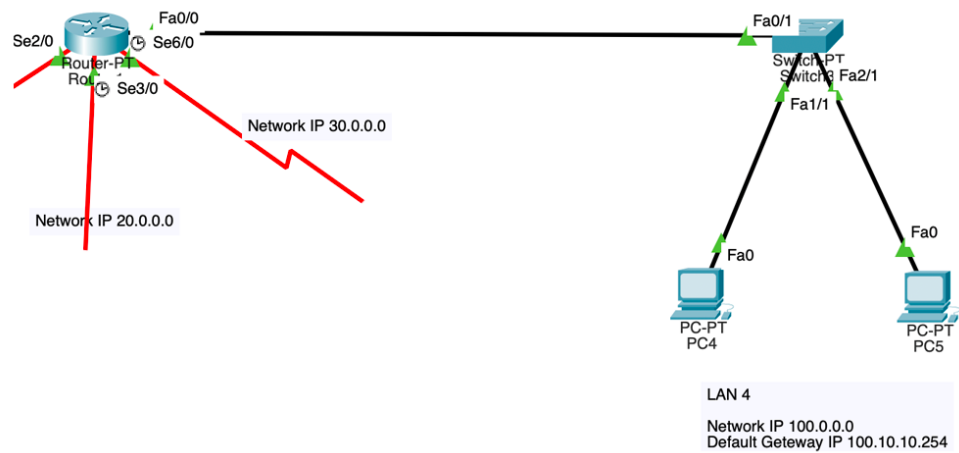 Fa0/0
Se2/0
Se6/0
Router-PT
Se3/0
Network IP 30.0.0.0
Network IP 20.0.0.0
Fa0/1
Switch-PT
Fa2/1
Fa1/1
Fa0
Fa0
PC-PT
PC4
PC-PT
PC5
LAN 4
Network IP 100.0.0.0
Default Geteway IP 100.10.10.254